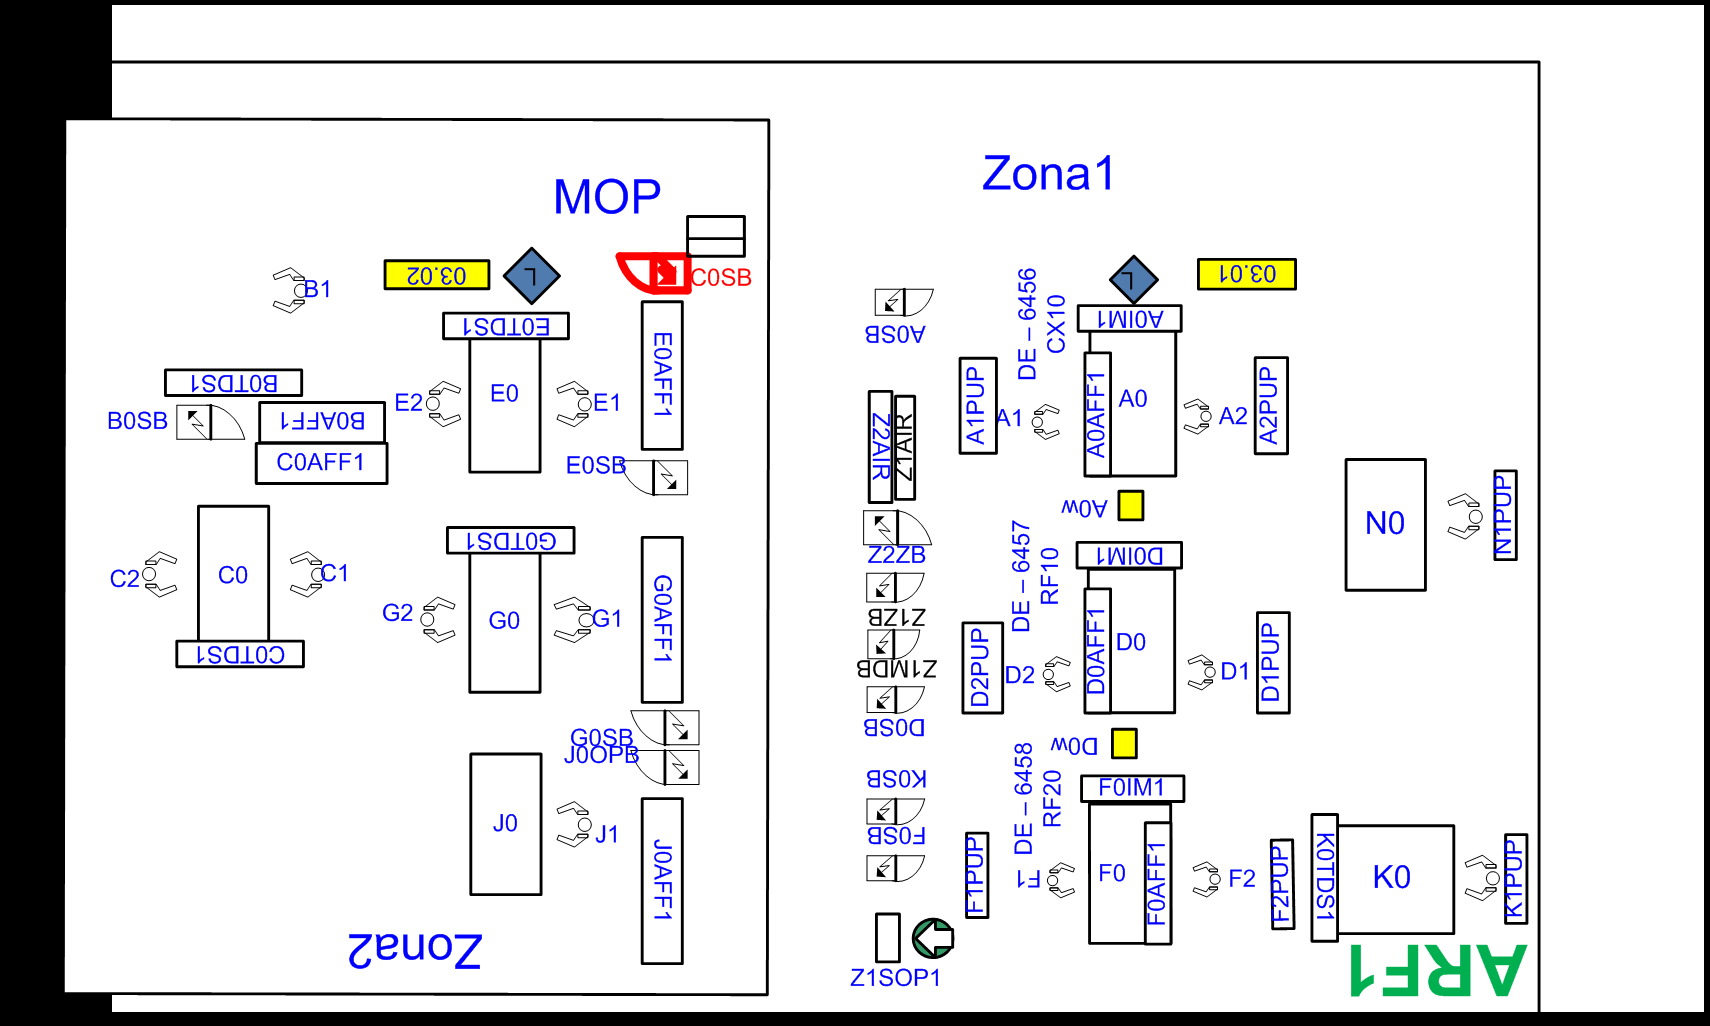 Zona1
MOP
C0SB
B1
03.02
L
L
03.01
E0TDS1
A0SB
DE – 6456
CX10
A0IM1
B0TDS1
B0SB
B0AFF1
C0AFF1
E2
E0
E1
E0AFF1
E0SB
Z2AIR
Z1AIR
A1PUP
A1
A0AFF1
A0
A2
A2PUP
A0w
N0
N1PUP
G0TDS1
Z2ZB
DE – 6457
RF10
D0IM1
C2
C0
C1
C0TDS1
G2
G0
G1
G0AFF1
Z1ZB
Z1MDB
D0SB
D2PUP
D2
D0AFF1
D0
D1
D1PUP
D0w
G0SB
J0OPB
K0SB
DE – 6458
RF20
F0IM1
J0
J1
J0AFF1
F0SB
F1PUP
F1
F0
F0AFF1
F2
F2PUP
K0TDS1
K0
K1PUP
Zona2
Z1SOP1
ARF1